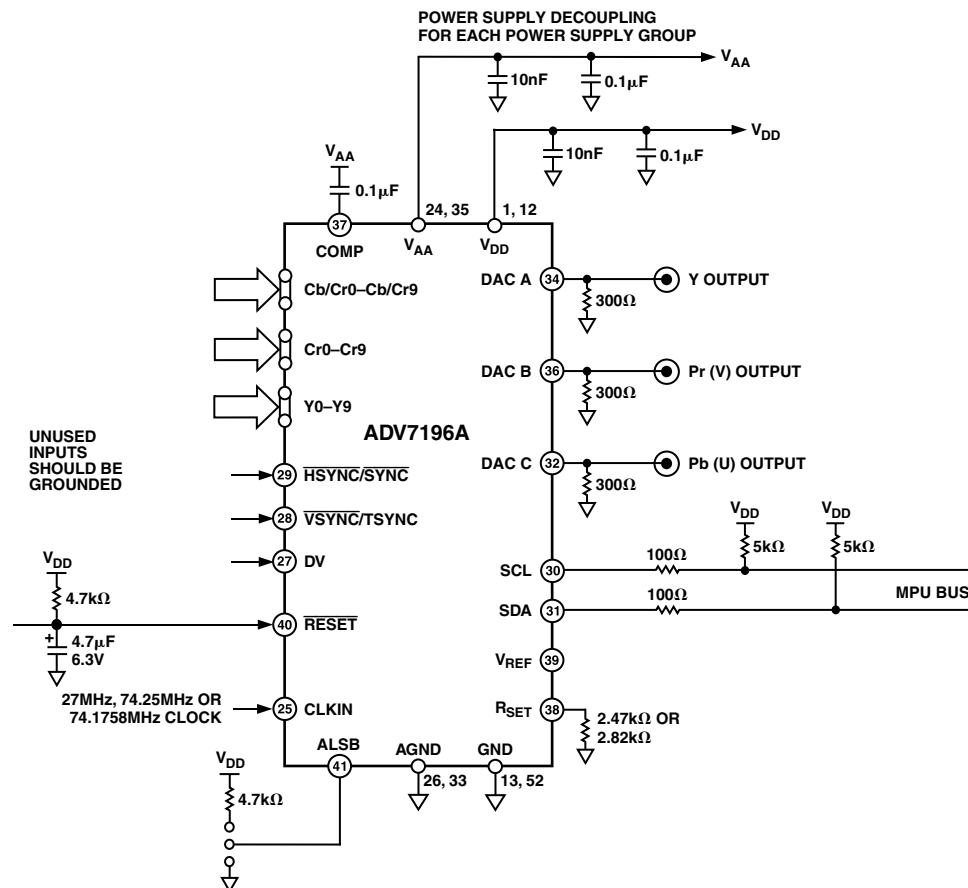 POWER SUPPLY DECOUPLING
FOR EACH POWER SUPPLY GROUP
VAA
10nF
0.1μF
VDD
10nF
0.1μF
VAA
0.1μF
24, 35
1, 12
37
COMP
VAA
VDD
Cb/Cr0–Cb/Cr9
Cr0–Cr9
Y0–Y9
ADV7196A
DAC A
34
Y OUTPUT
300Ω
DAC B
36
Pr (V) OUTPUT
300Ω
DAC C
32
Pb (U) OUTPUT
300Ω
UNUSED
INPUTS
SHOULD BE
GROUNDED
29
HSYNC/SYNC
28
VSYNC/TSYNC
27
DV
VDD
4.7kΩ
40
RESET
+
4.7μF
6.3V
27MHz, 74.25MHz OR
74.1758MHz CLOCK
25
CLKIN
VDD
5kΩ
VDD
5kΩ
SCL
30
100Ω
SDA
31
100Ω
MPU BUS
VREF
39
RSET
38
2.47kΩ OR
2.82kΩ
ALSB
41
AGND
26, 33
GND
13, 52
VDD
4.7kΩ